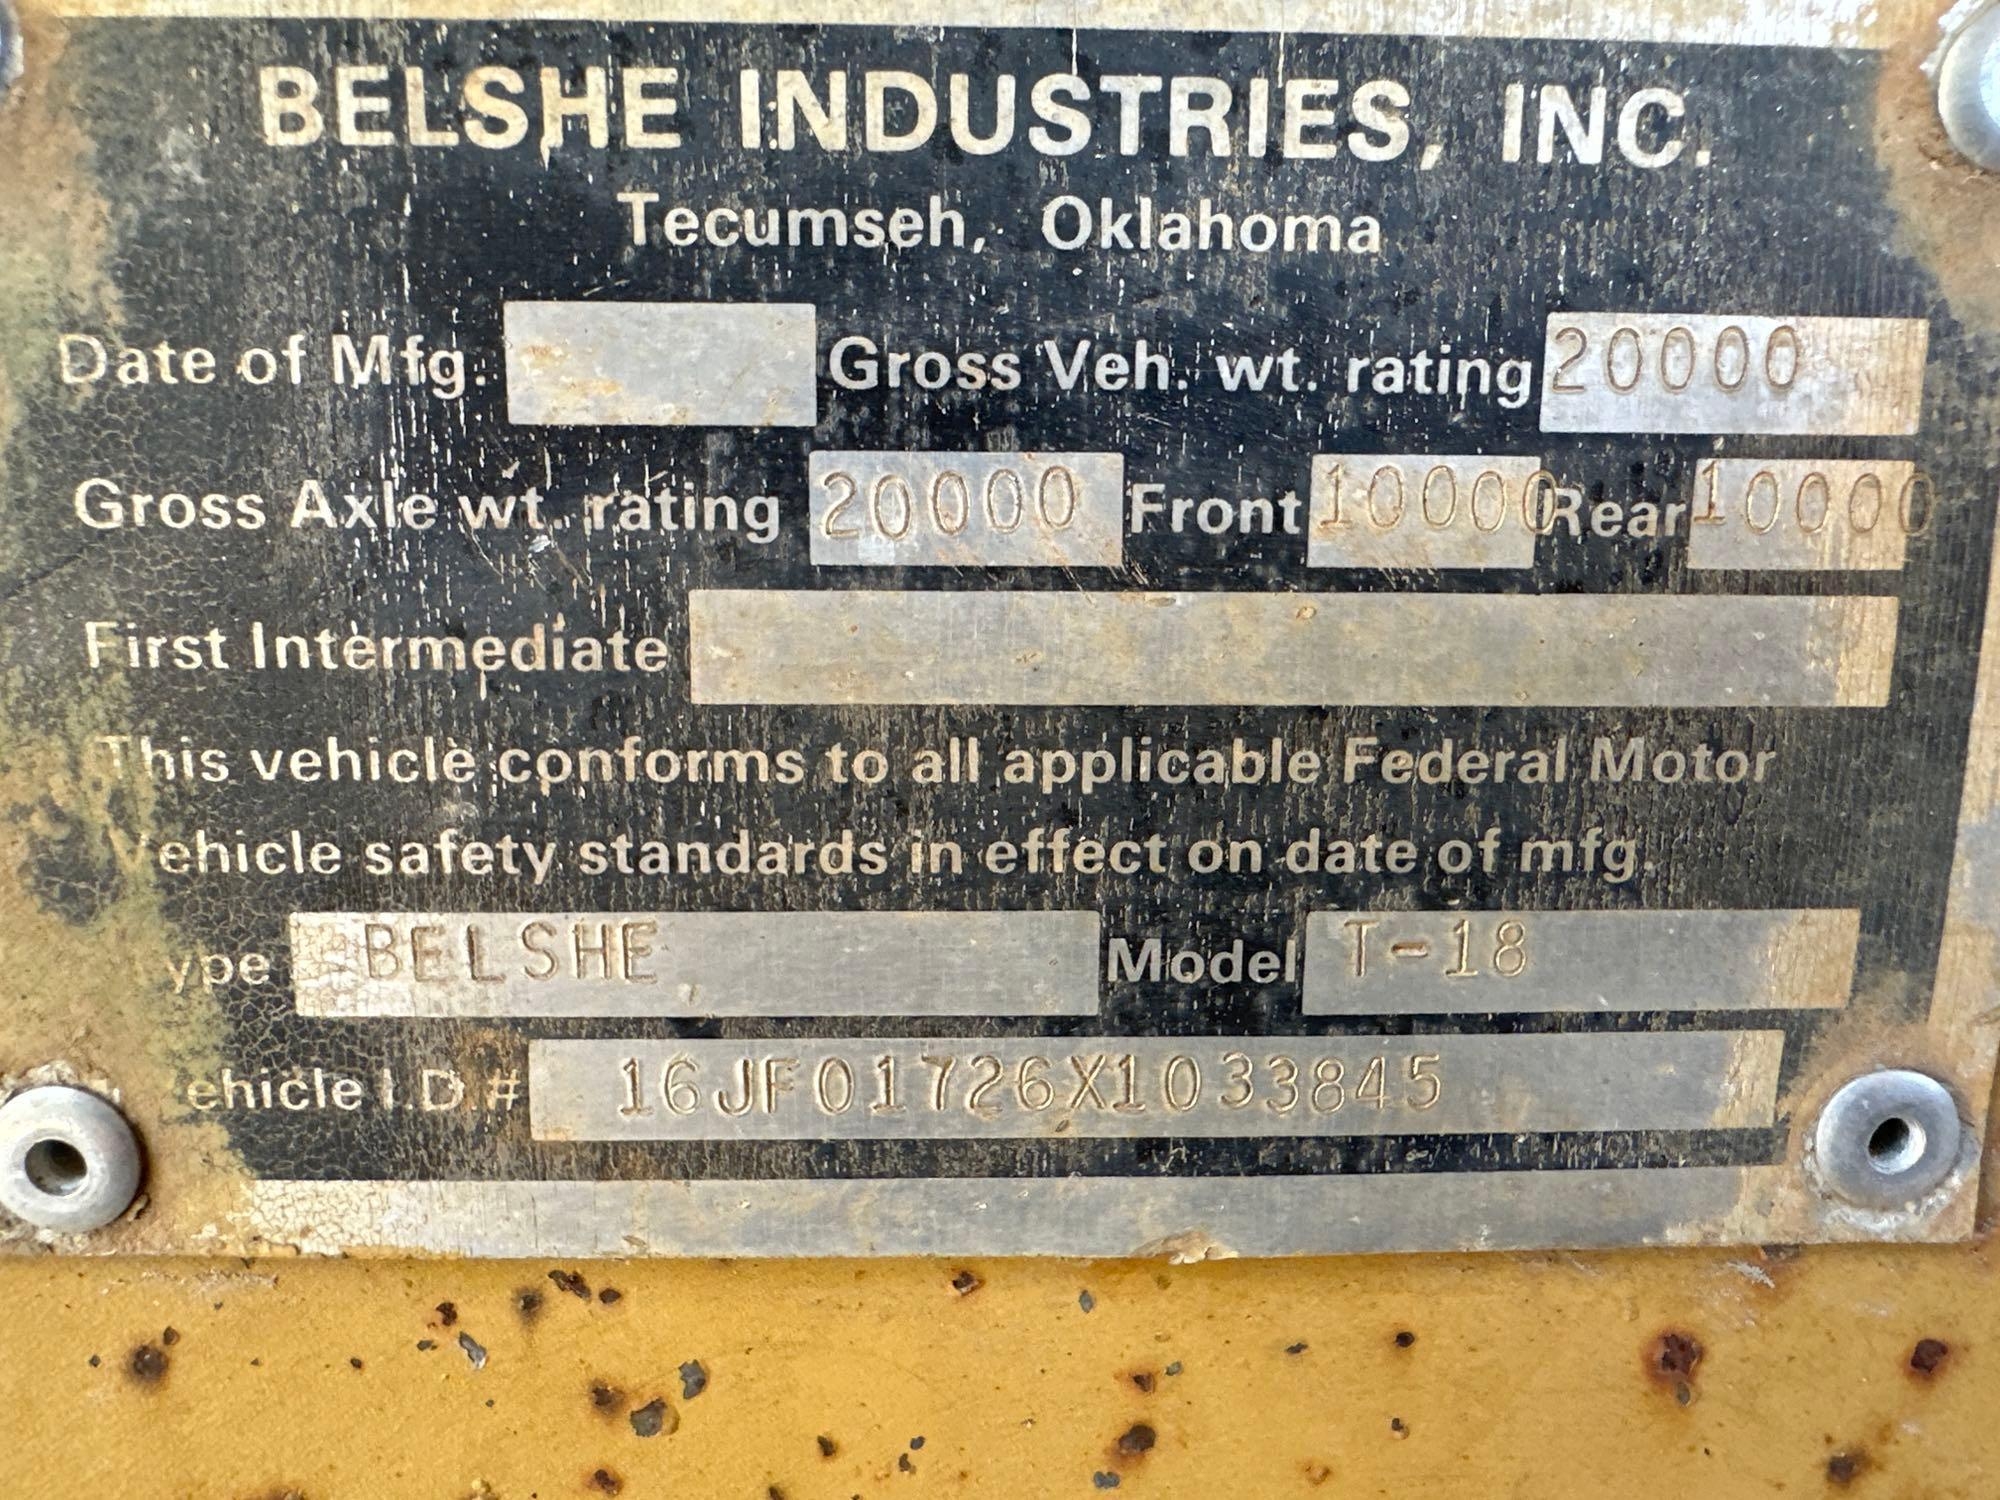 BELSHE INDUSTRIES, INC.
Tecumseh, Oklahoma
Date of Mfg. Gross Veh. wt. rating 20000
Gross Axle wt. rating 20000 Front 10000 Rear 10000
First Intermediate
This vehicle conforms to all applicable Federal Motor
Vehicle safety standards in effect on date of mfg.
ype BELSHE Model T-18
ehicle I.D.# 16JF01726X1033845